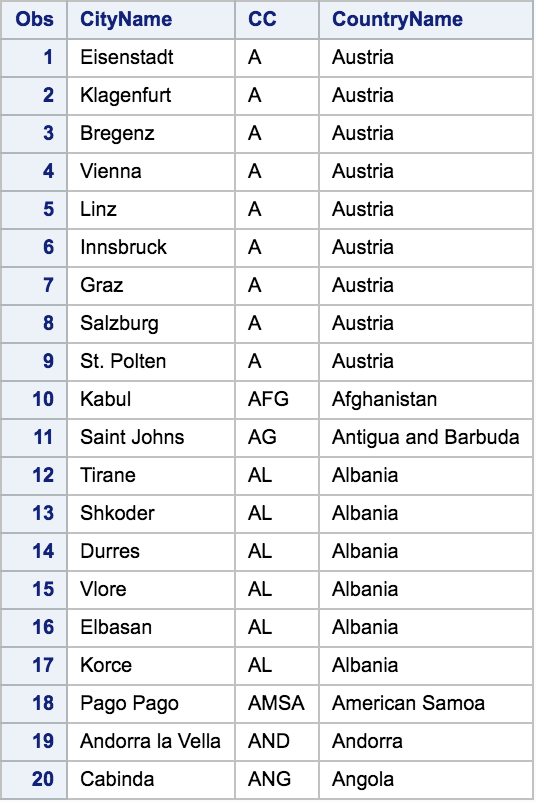 Obs CityName CC CountryName
1 Eisenstadt A Austria
2 Klagenfurt A Austria
3 Bregenz A Austria
4 Vienna A Austria
5 Linz A Austria
6 Innsbruck A Austria
7 Graz A Austria
8 Salzburg A Austria
9 St. Polten A Austria
10 Kabul AFG Afghanistan
11 Saint Johns AG Antigua and Barbuda
12 Tirane AL Albania
13 Shkoder AL Albania
14 Durres AL Albania
15 Vlore AL Albania
16 Elbasan AL Albania
17 Korce AL Albania
18 Pago Pago AMSA American Samoa
19 Andorra la Vella AND Andorra
20 Cabinda ANG Angola